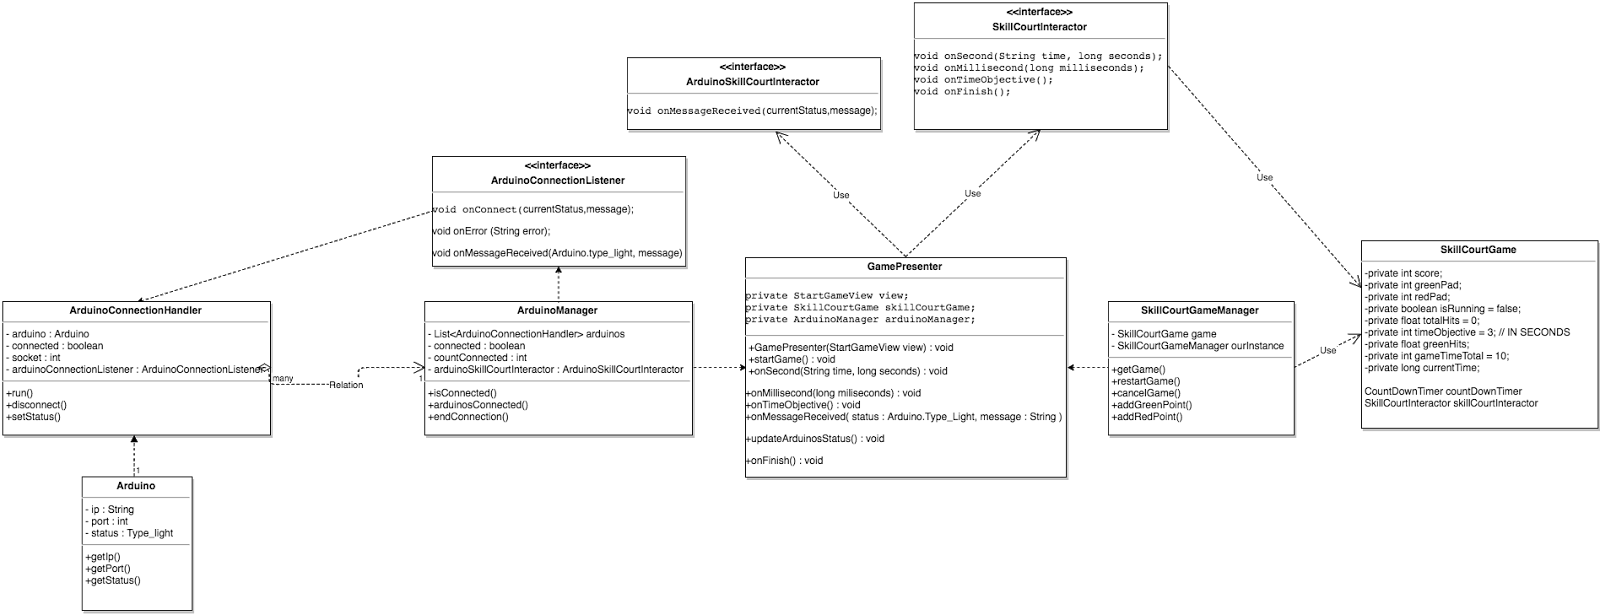 <<interface>>
SkillCourtInteractor
void onSecond(String time, long seconds);
void onMillisecond(long milliseconds);
void onTimeObjective();
void onFinish();
<<interface>>
ArduinoSkillCourtInteractor
void onMessageReceived(currentStatus,message);
<<interface>>
ArduinoConnectionListener
void onConnect(currentStatus,message);
void onError (String error);
void onMessageReceived(Arduino.type_light, message)
Use
Use
Use
ArduinoConnectionHandler
- arduino : Arduino
- connected : boolean
- socket : int
- arduinoConnectionListener : ArduinoConnectionListener
+run()
+disconnect()
+setStatus()
many
Relation
1
ArduinoManager
- List<ArduinoConnectionHandler> arduinos
- connected : boolean
- countConnected : int
- arduinoSkillCourtInteractor : ArduinoSkillCourtInteractor
+isConnected()
+arduinosConnected()
+endConnection()
GamePresenter
private StartGameView view;
private SkillCourtGame skillCourtGame;
private ArduinoManager arduinoManager;
+GamePresenter(StartGameView view) : void
+startGame() : void
+onSecond(String time, long seconds) : void
+onMillisecond(long miliseconds) : void
+onTimeObjective() : void
+onMessageReceived( status : Arduino.Type_Light, message : String )
+updateArduinosStatus() : void
+onFinish() : void
SkillCourtGameManager
- SkillCourtGame game
- SkillCourtGameManager ourInstance
+getGame()
+restartGame()
+cancelGame()
+addGreenPoint()
+addRedPoint()
Use
SkillCourtGame
-private int score;
-private int greenPad;
-private int redPad;
-private boolean isRunning = false;
-private float totalHits = 0;
-private int timeObjective = 3; // IN SECONDS
-private float greenHits;
-private int gameTimeTotal = 10;
-private long currentTime;
CountDownTimer countDownTimer
SkillCourtInteractor skillCourtInteractor
1
Arduino
- ip : String
- port : int
- status : Type_light
+getIp()
+getPort()
+getStatus()